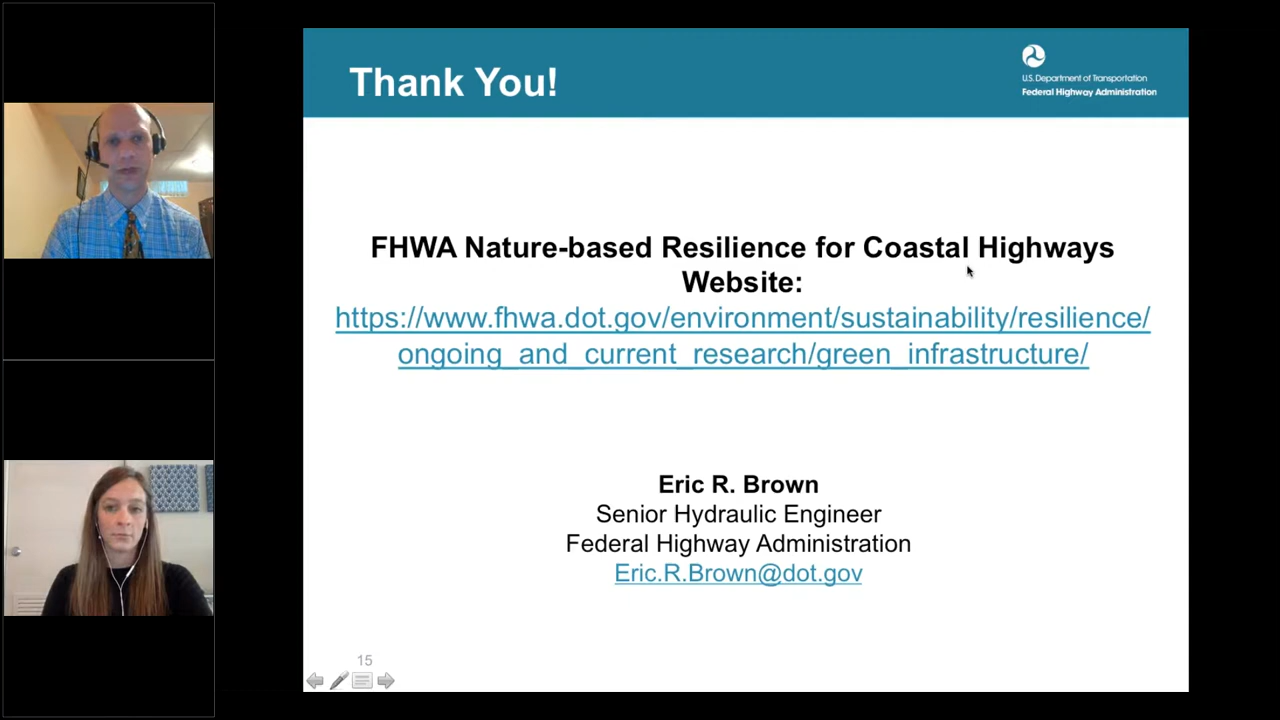 Thank You!
U.S. Department of Transportation
Federal Highway Administration
FHWA Nature-based Resilience for Coastal Highways
Website:
https://www.fhwa.dot.gov/environment/sustainability/resilience/
ongoing_and_current_research/green_infrastructure/
Eric R. Brown
Senior Hydraulic Engineer
Federal Highway Administration
Eric.R.Brown@dot.gov
15